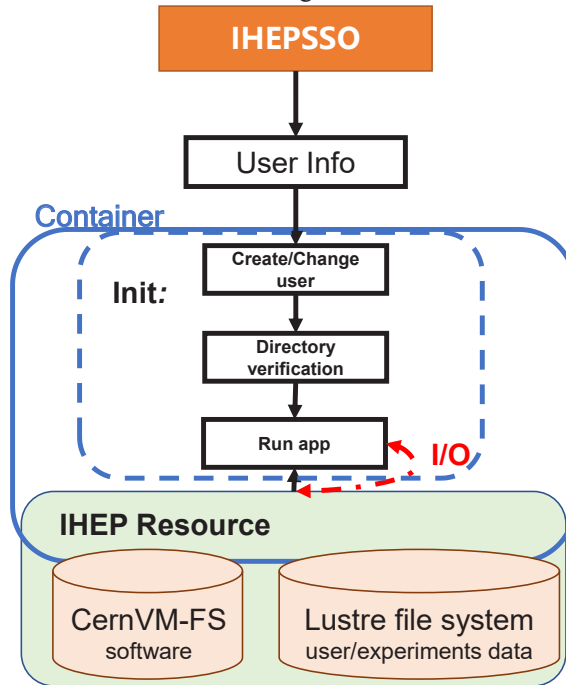 IHEPSSO
User Info
Container
Create/Change
user
Init:
Directory
verification
Run app
I/O
IHEP Resource
CernVM-FS
software
Lustre file system
user/experiments data